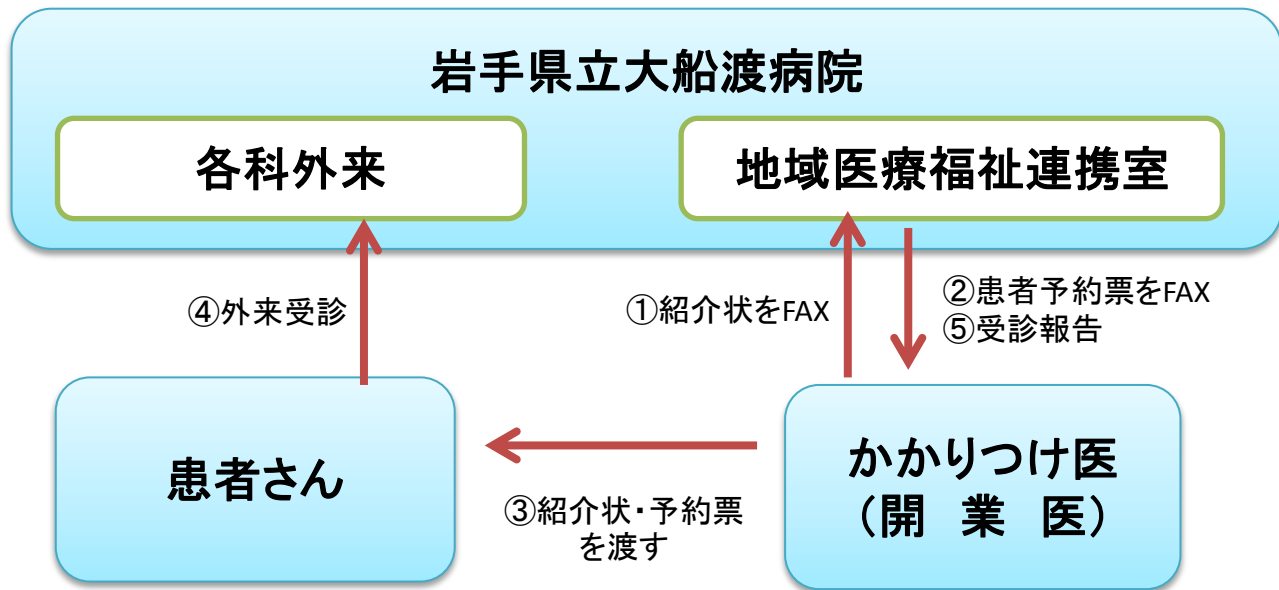 岩手県立大船渡病院
各科外来
地域医療福祉連携室
④外来受診
①紹介状をFAX
②患者予約票をFAX
⑤受診報告
患者さん
かかりつけ医
（開　業　医）
③紹介状・予約票
を渡す